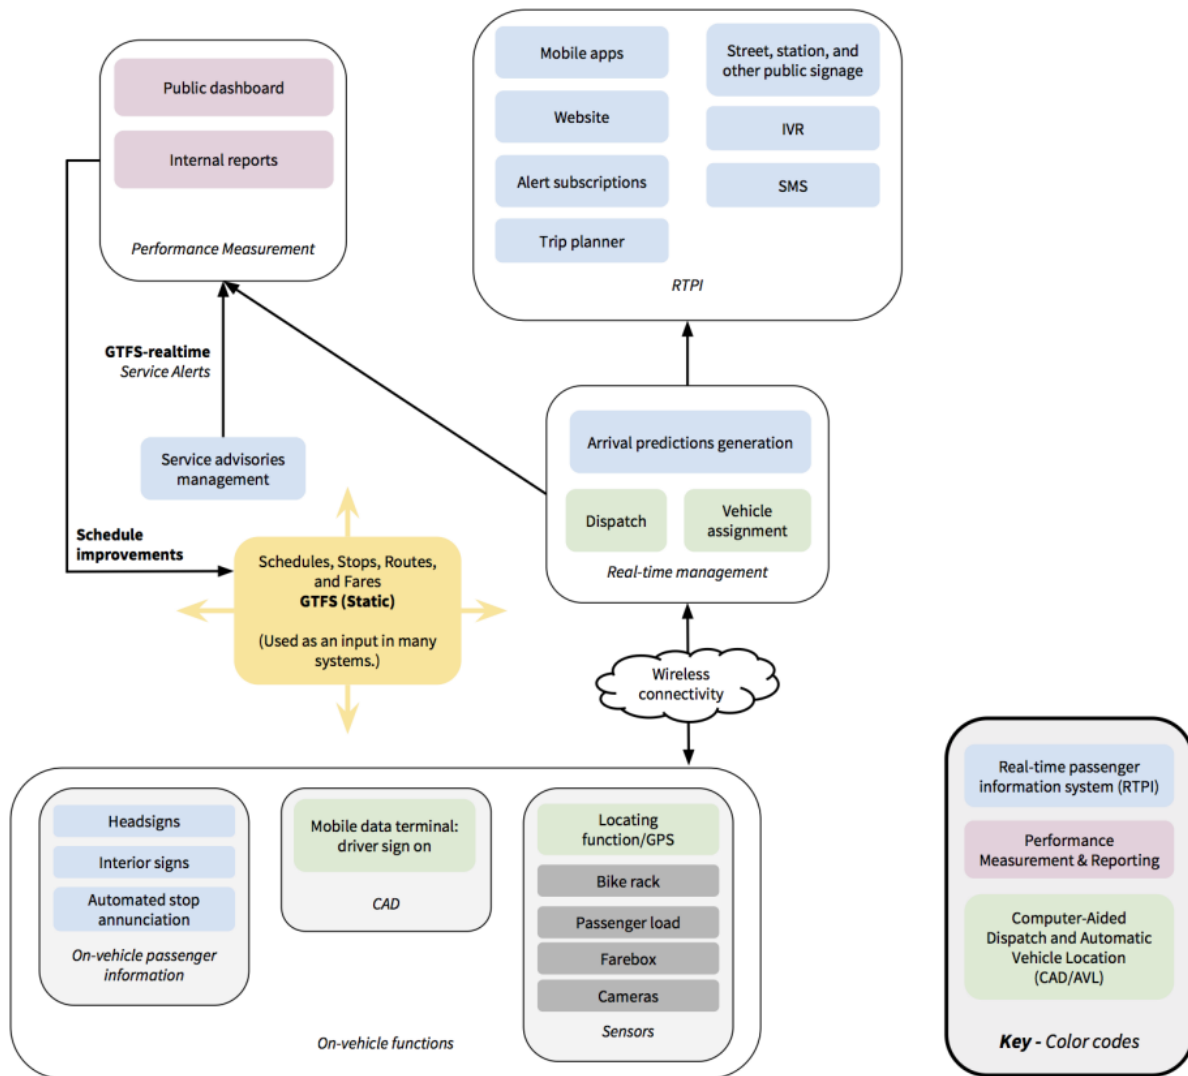 Public dashboard
Internal reports
Performance Measurement
Mobile apps
Website
Alert subscriptions
Trip planner
Street, station, and
other public signage
IVR
SMS
RTPI
GTFS-realtime
Service Alerts
Service advisories
management
Arrival predictions generation
Dispatch
Vehicle
assignment
Real-time management
Schedule
improvements
Schedules, Stops, Routes,
and Fares
GTFS (Static)
(Used as an input in many
systems.)
Wireless
connectivity
Headsigns
Interior signs
Automated stop
annunciation
On-vehicle passenger
information
Mobile data terminal:
driver sign on
CAD
Locating
function/GPS
Bike rack
Passenger load
Farebox
Cameras
Sensors
On-vehicle functions
Real-time passenger
information system (RTPI)
Performance
Measurement & Reporting
Computer-Aided
Dispatch and Automatic
Vehicle Location
(CAD/AVL)
Key - Color codes